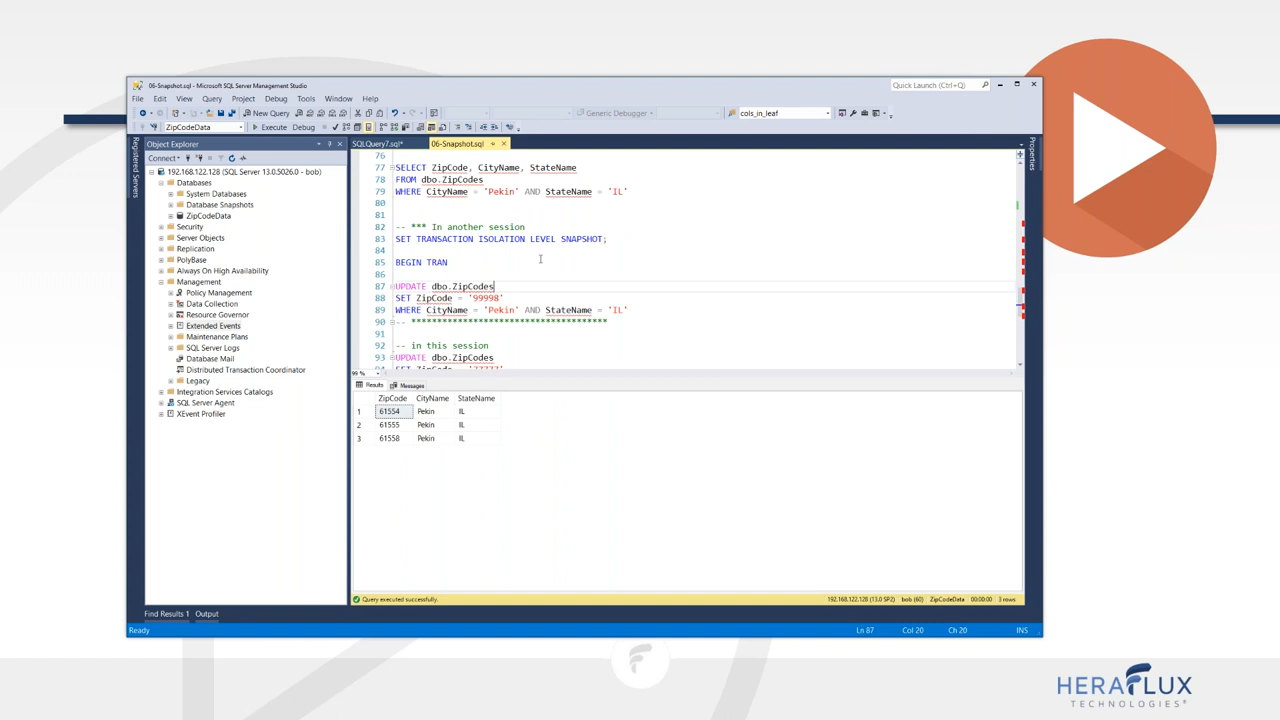 06-Snapshot.sql - Microsoft SQL Server Management Studio
Quick Launch (Ctrl+Q)
File Edit View Query Project Debug Tools Window Help
New Query
Generic Debugger
cols_in_leaf
ZipCodeData
Execute Debug
Registered Servers
Object Explorer
Connect
192.168.122.128 (SQL Server 13.0.5026.0 - bob)
Databases
System Databases
Database Snapshots
ZipCodeData
Security
Server Objects
Replication
PolyBase
Always On High Availability
Management
Policy Management
Data Collection
Resource Governor
Extended Events
Maintenance Plans
SQL Server Logs
Database Mail
Distributed Transaction Coordinator
Legacy
Integration Services Catalogs
SQL Server Agent
XEvent Profiler
SQLQuery7.sql*
06-Snapshot.sql
Properties
76
77 SELECT ZipCode, CityName, StateName
78 FROM dbo.ZipCodes
79 WHERE CityName = 'Pekin' AND StateName = 'IL'
80
81
82 -- *** In another session
83 SET TRANSACTION ISOLATION LEVEL SNAPSHOT;
84
85 BEGIN TRAN
86
87 UPDATE dbo.ZipCodes
88 SET ZipCode = '99998'
89 WHERE CityName = 'Pekin' AND StateName = 'IL'
90 -- *************************************
91
92 -- in this session
93 UPDATE dbo.ZipCodes
99 %
Results Messages
ZipCode CityName StateName
1 61554 Pekin IL
2 61555 Pekin IL
3 61558 Pekin IL
Query executed successfully.
192.168.122.128 (13.0 SP2) bob (60) ZipCodeData 00:00:00 3 rows
Find Results 1 Output
Ready
Ln 87 Col 20 Ch 20 INS
HERAFLUX
TECHNOLOGIES